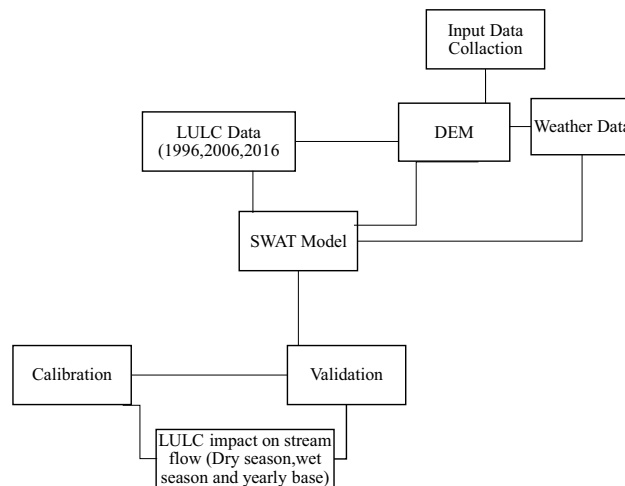 Input Data
Collaction
LULC Data
(1996,2006,2016
DEM
Weather Data
SWAT Model
Calibration
Validation
LULC impact on stream
flow (Dry season,wet
season and yearly base)